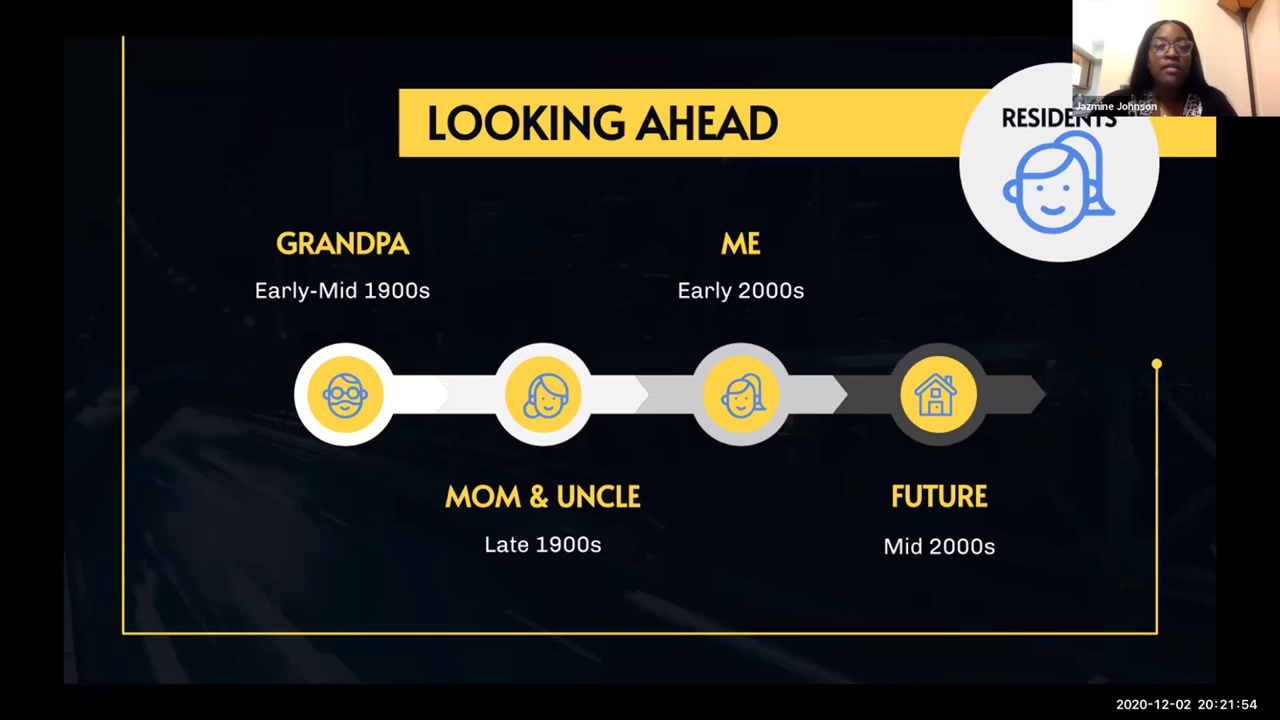 LOOKING AHEAD
RESIDENTS
Jazmine Johnson
GRANDPA
Early-Mid 1900s
ME
Early 2000s
MOM & UNCLE
Late 1900s
FUTURE
Mid 2000s
2020-12-02 20:21:54